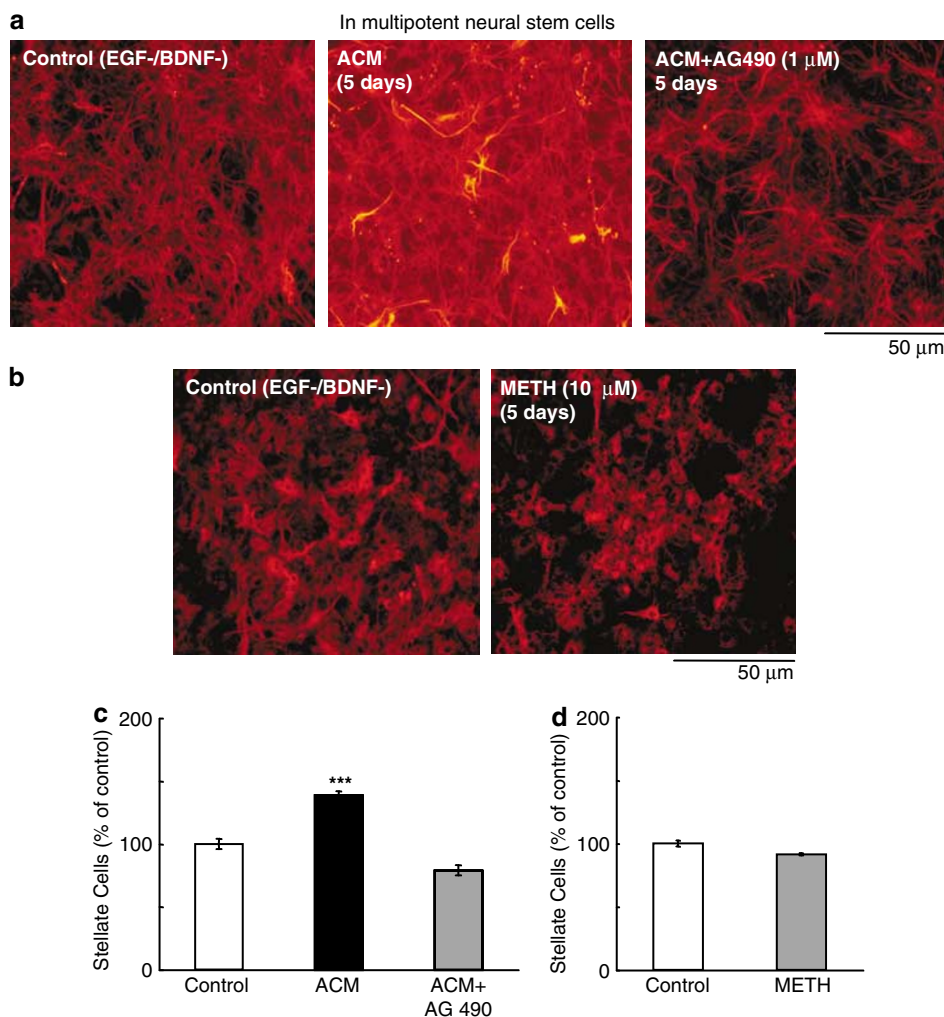 a
In multipotent neural stem cells
Control (EGF-/BDNF-)
ACM
(5 days)
ACM+AG490 (1 μM)
5 days
50 μm
b
Control (EGF-/BDNF-)
METH (10 μM)
(5 days)
50 μm
c
Stellate Cells (% of control)
200
100
0
***
Control
ACM
ACM+
AG 490
d
Stellate Cells (% of control)
200
100
0
Control
METH